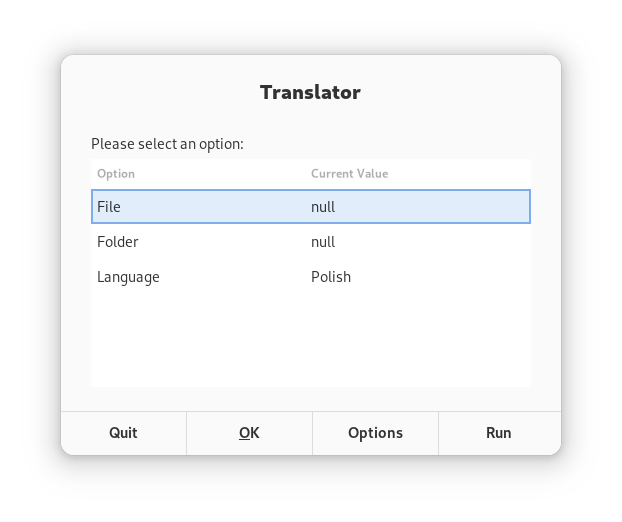 Translator
Please select an option:
Option Current Value
File null
Folder null
Language Polish
Quit OK Options Run